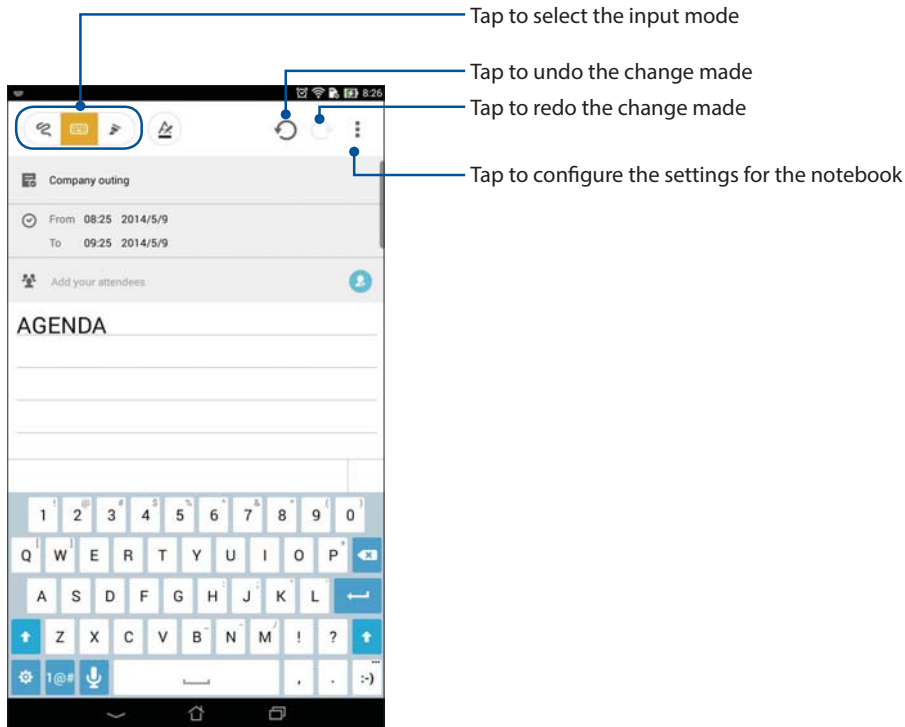 Tap to select the input mode
Tap to undo the change made
8:26
Tap to redo the change made
Tap to configure the settings for the notebook
Company outing
From 08:25 2014/5/9
To 09:25 2014/5/9
Add your attendees
AGENDA
! @ # $ % ^ & * ( )
1 2 3 4 5 6 7 8 9 0
[ ] +
Q W E R T Y U I O P
A S D F G H J K L
Z X C V B N M ! ?
1@# , . :-)